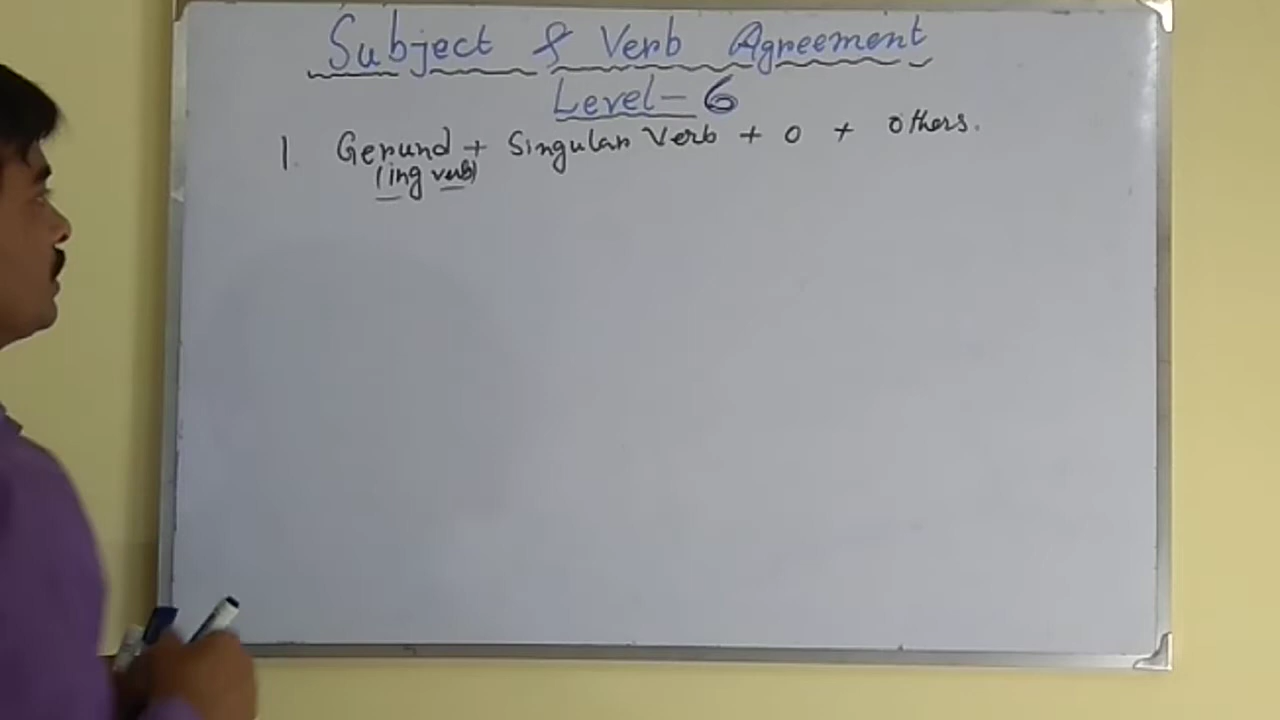 Subject & Verb Agreement
Level-6
1. Gerund + Singular Verb + O + others.
(ing verb)